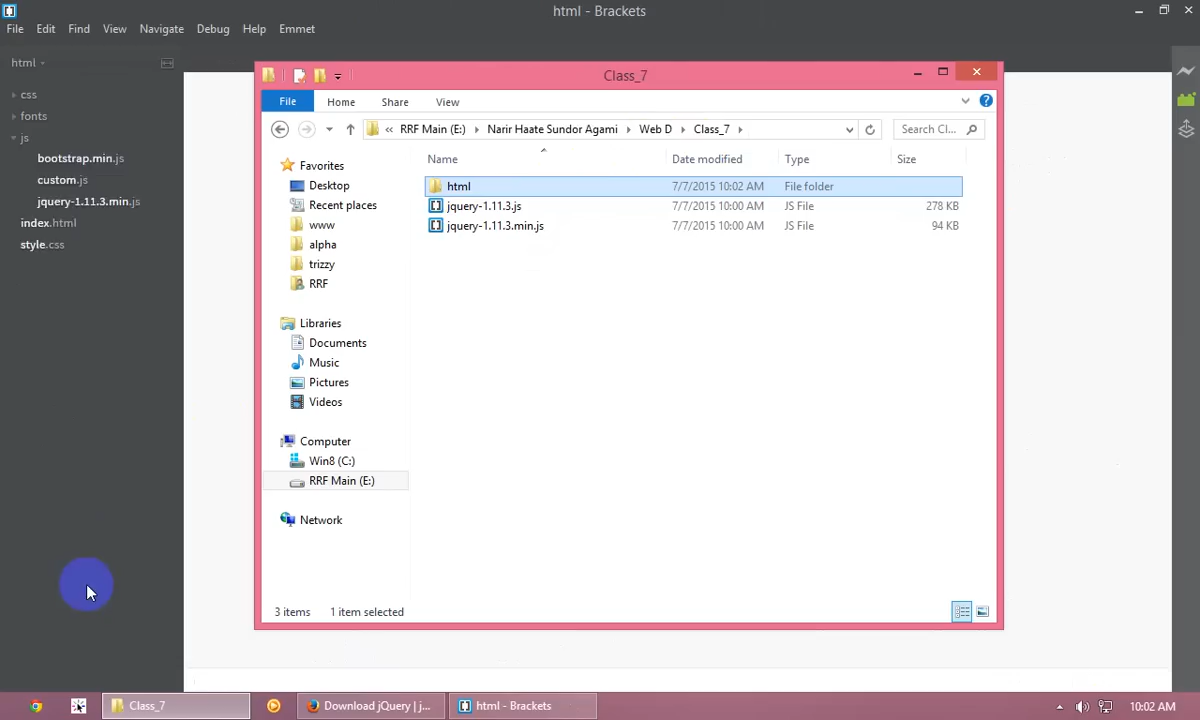 html - Brackets
File Edit Find View Navigate Debug Help Emmet
html
css
fonts
js
bootstrap.min.js
custom.js
jquery-1.11.3.min.js
index.html
style.css
Class_7
File Home Share View
« RRF Main (E:) Narir Haate Sundor Agami Web D Class_7
Search Cl...
Name Date modified Type Size
html 7/7/2015 10:02 AM File folder
jquery-1.11.3.js 7/7/2015 10:00 AM JS File 278 KB
jquery-1.11.3.min.js 7/7/2015 10:00 AM JS File 94 KB
Favorites
Desktop
Recent places
www
alpha
trizzy
RRF
Libraries
Documents
Music
Pictures
Videos
Computer
Win8 (C:)
RRF Main (E:)
Network
3 items 1 item selected
Class_7
Download jQuery | j...
html - Brackets
10:02 AM